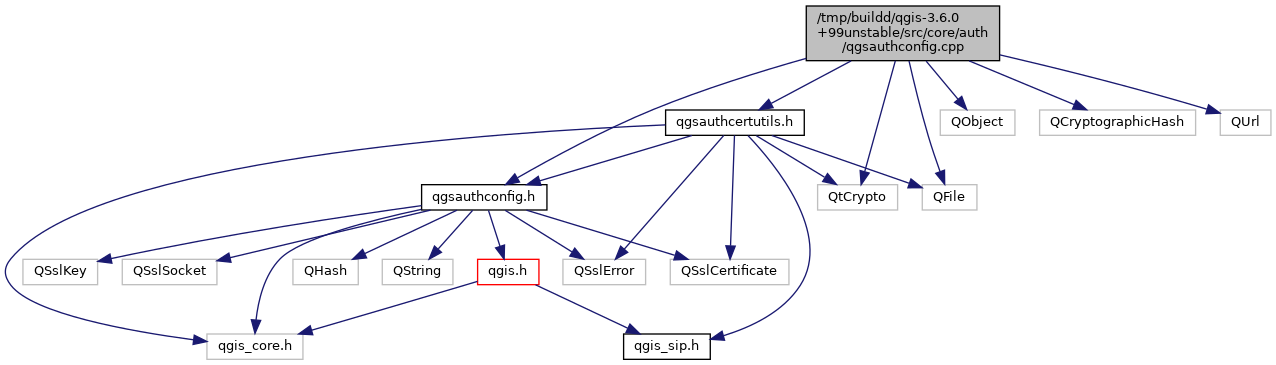 /tmp/buildd/qgis-3.6.0
+99unstable/src/core/auth
/qgsauthconfig.cpp
qgsauthcertutils.h
QObject
QCryptographicHash
QUrl
qgsauthconfig.h
QtCrypto
QFile
QSslKey
QSslSocket
QHash
QString
qgis.h
QSslError
QSslCertificate
qgis_core.h
qgis_sip.h